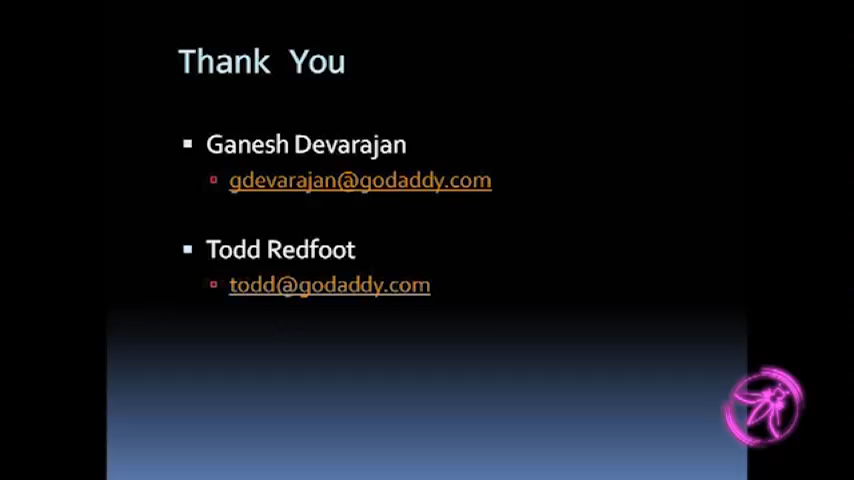 Thank You
Ganesh Devarajan
gdevarajan@godaddy.com
Todd Redfoot
todd@godaddy.com